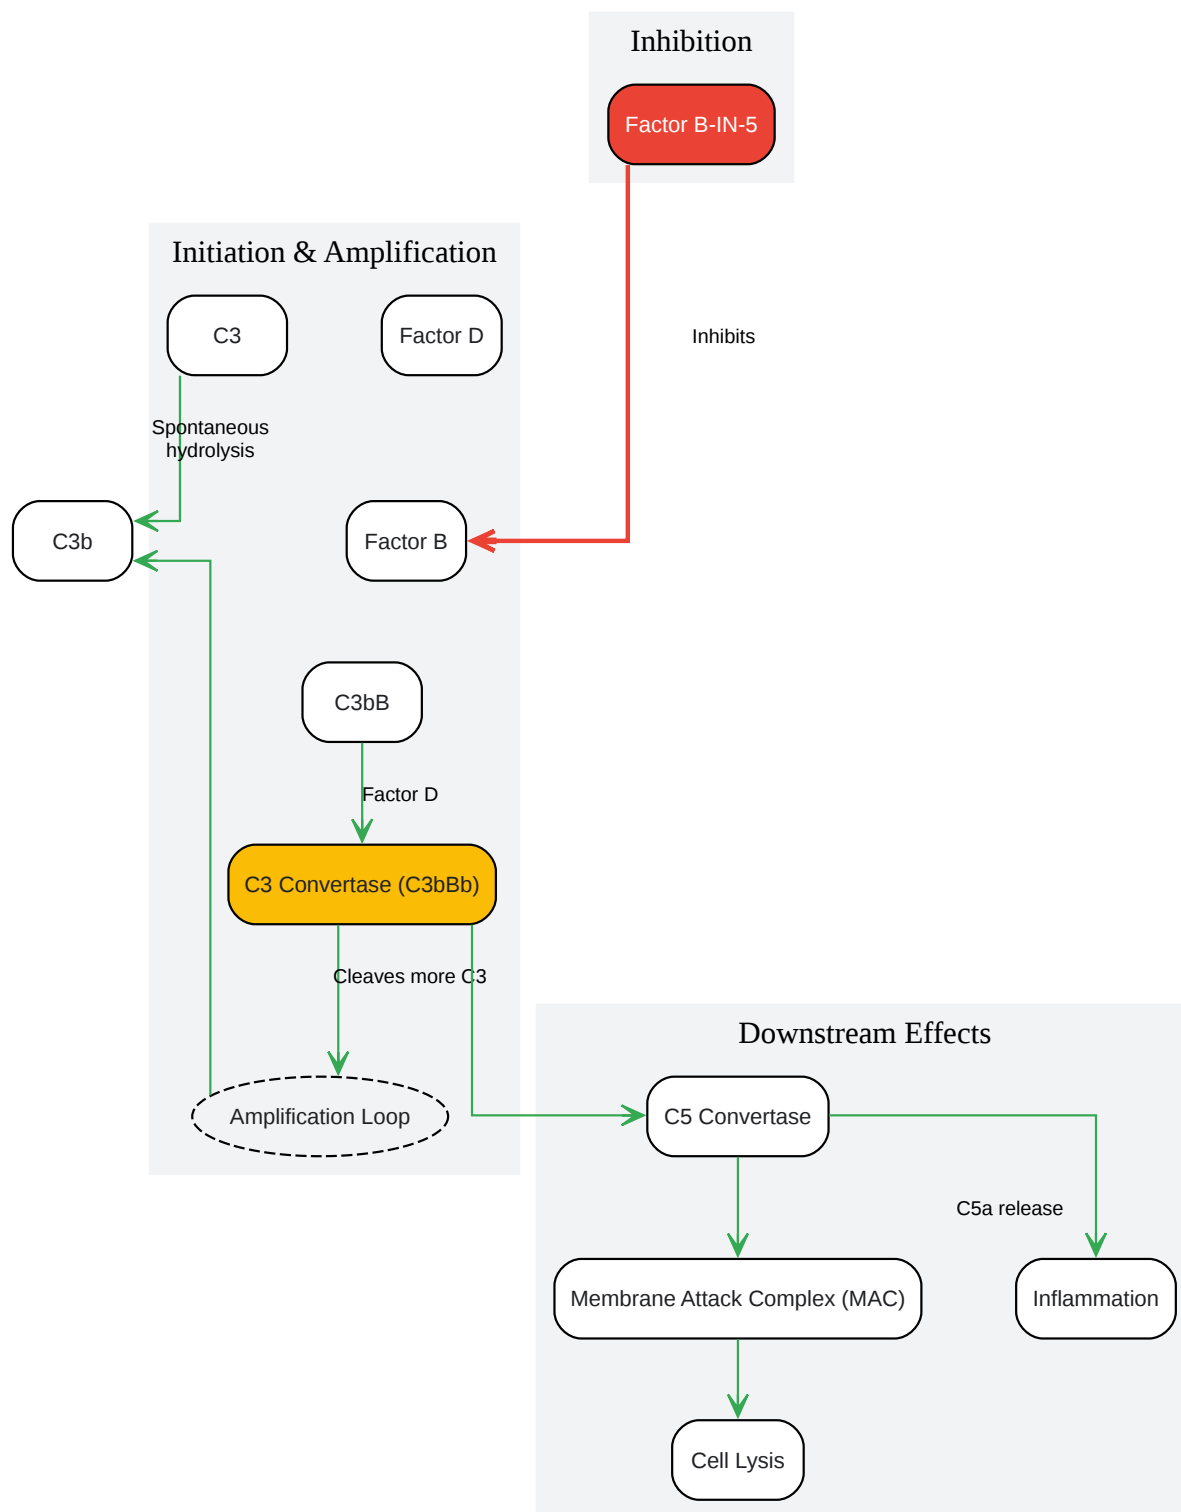 Inhibition
Factor B-IN-5
Initiation & Amplification
C3
Factor D
Inhibits
Spontaneous
hydrolysis
C3b
Factor B
C3bB
Factor D
C3 Convertase (C3bBb)
Cleaves more C3
Downstream Effects
Amplification Loop
C5 Convertase
C5a release
Membrane Attack Complex (MAC)
Inflammation
Cell Lysis